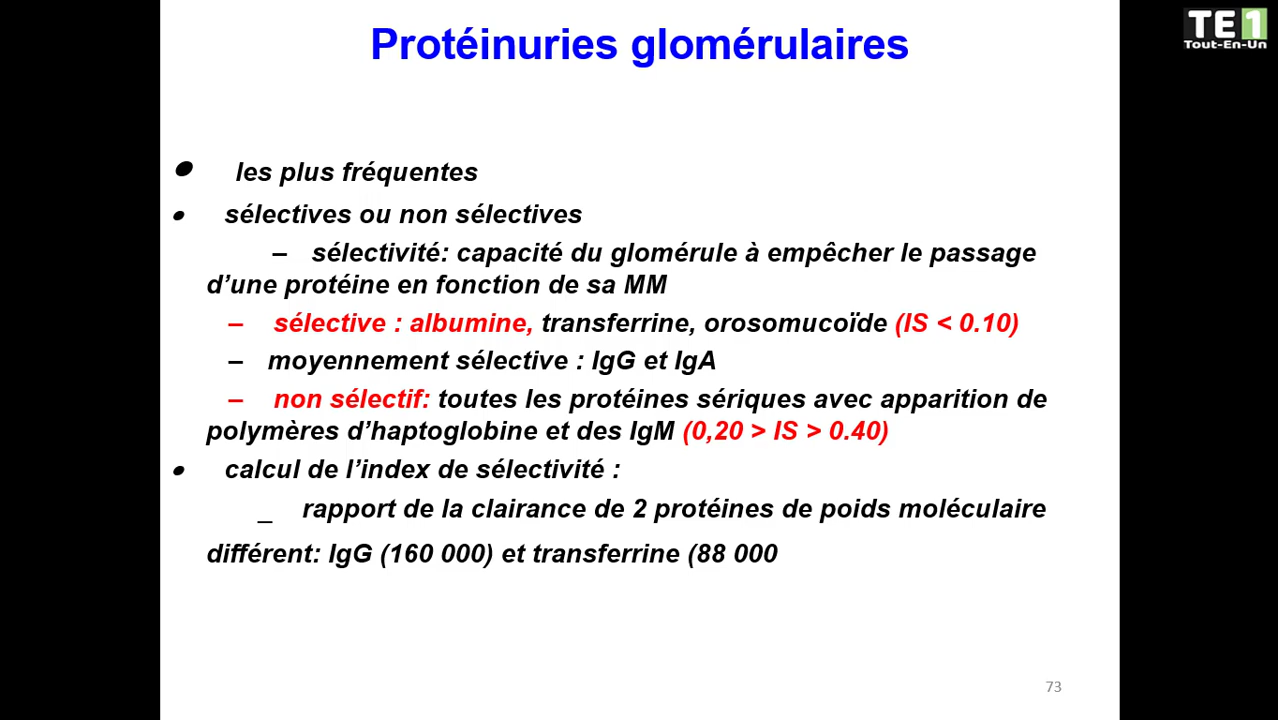 TE1
Tout-En-Un
Protéinuries glomérulaires
• les plus fréquentes
• sélectives ou non sélectives
– sélectivité: capacité du glomérule à empêcher le passage
d’une protéine en fonction de sa MM
– sélective : albumine, transferrine, orosomucoïde (IS < 0.10)
– moyennement sélective : IgG et IgA
– non sélectif: toutes les protéines sériques avec apparition de
polymères d’haptoglobine et des IgM (0,20 > IS > 0.40)
• calcul de l’index de sélectivité :
_ rapport de la clairance de 2 protéines de poids moléculaire
différent: IgG (160 000) et transferrine (88 000
73